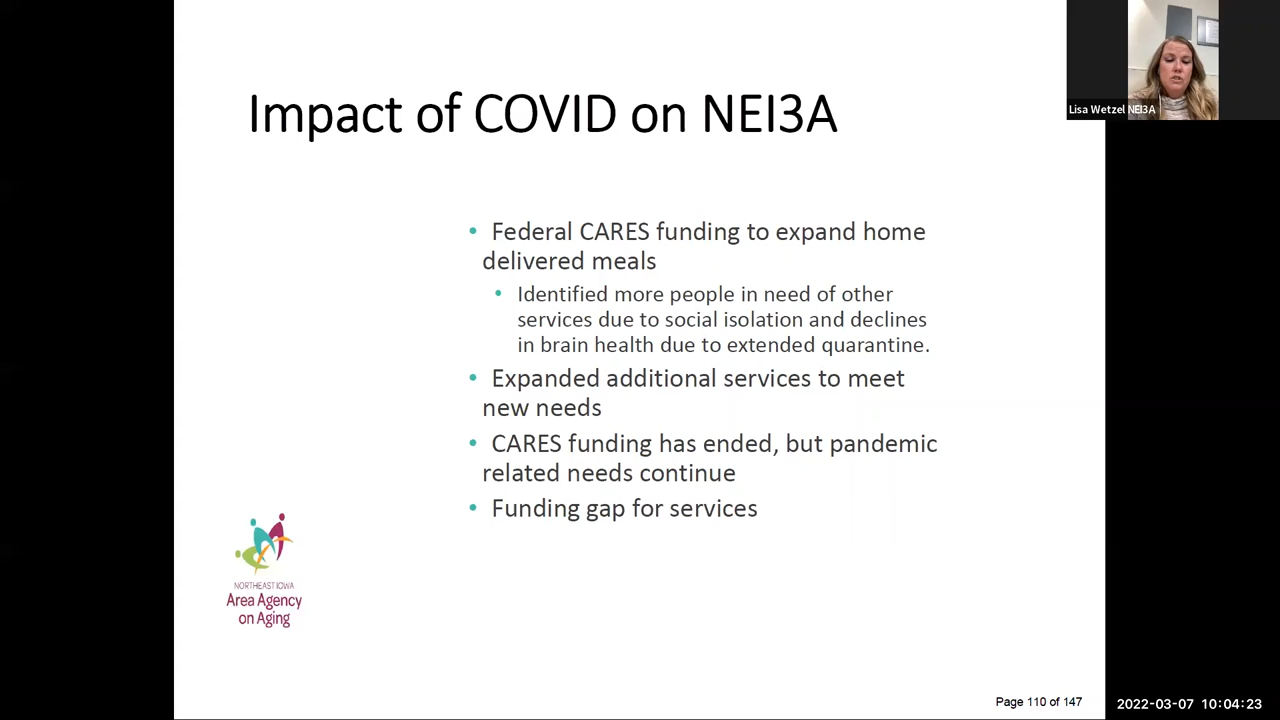 Lisa Wetzel NEI3A
Impact of COVID on NEI3A
• Federal CARES funding to expand home
delivered meals
• Identified more people in need of other
services due to social isolation and declines
in brain health due to extended quarantine.
• Expanded additional services to meet
new needs
• CARES funding has ended, but pandemic
related needs continue
• Funding gap for services
NORTHEAST IOWA
Area Agency
on Aging
Page 110 of 147
2022-03-07 10:04:23